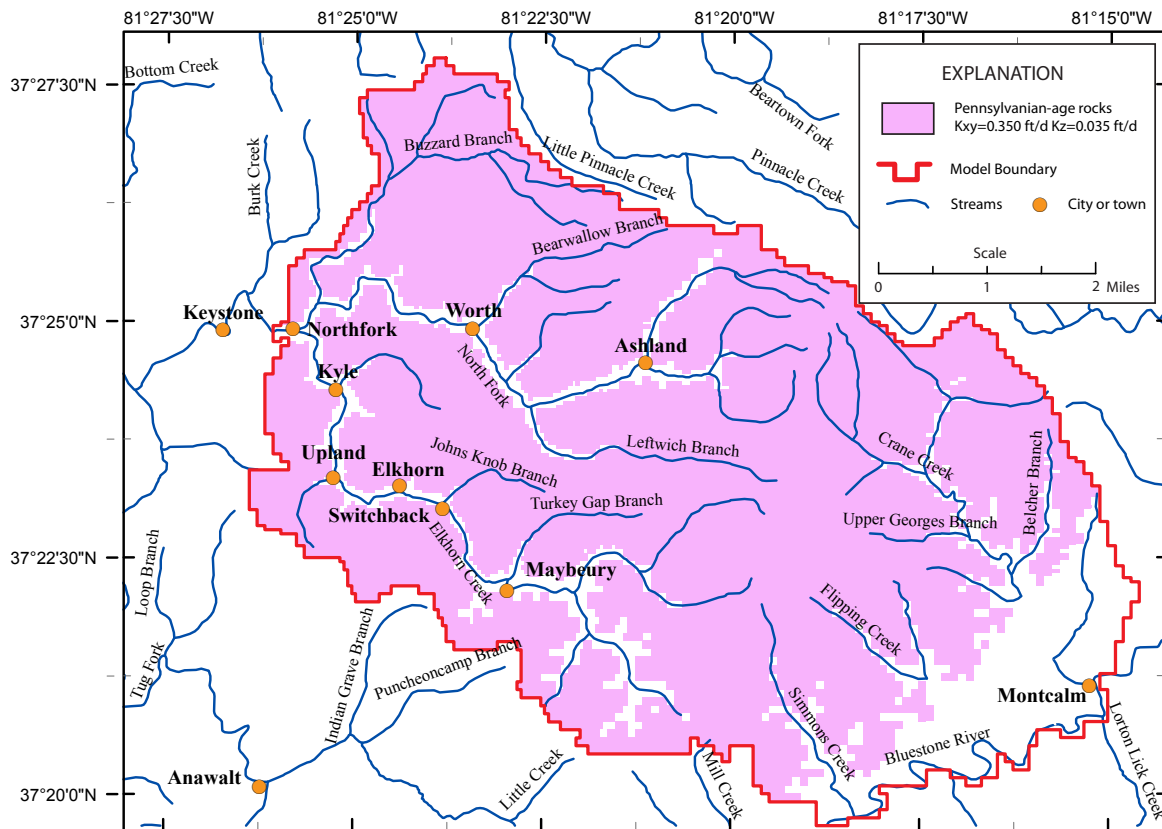 81°27'30"W 81°25'00"W 81°22'30"W 81°20'00"W 81°17'30"W 81°15'00"W
37°27'30"N
37°25'00"N
37°22'30"N
37°20'00"N
EXPLANATION
Pennsylvanian-age rocks
Kxy=0.350 ft/d Kz=0.035 ft/d
Model Boundary
Streams
City or town
Scale
0 1 2 Miles
Bottom Creek
Burk Creek
Buzzard Branch
Little Pinnacle Creek
Beartown Fork
Pinnacle Creek
Bearwallow Branch
Keystone
Northfork
Worth
Ashland
Kyle
North Fork
Upland
Elkhorn
Johns Knob Branch
Leftwich Branch
Crane Creek
Belcher Branch
Switchback
Turkey Gap Branch
Upper Georges Branch
Elkhorn Creek
Maybeury
Loop Branch
Flipping Creek
Tug Fork
Indian Grave Branch
Puncheoncamp Branch
Simmons Creek
Montcalm
Bluestone River
Lorton Lick Creek
Anawalt
Little Creek
Mill Creek